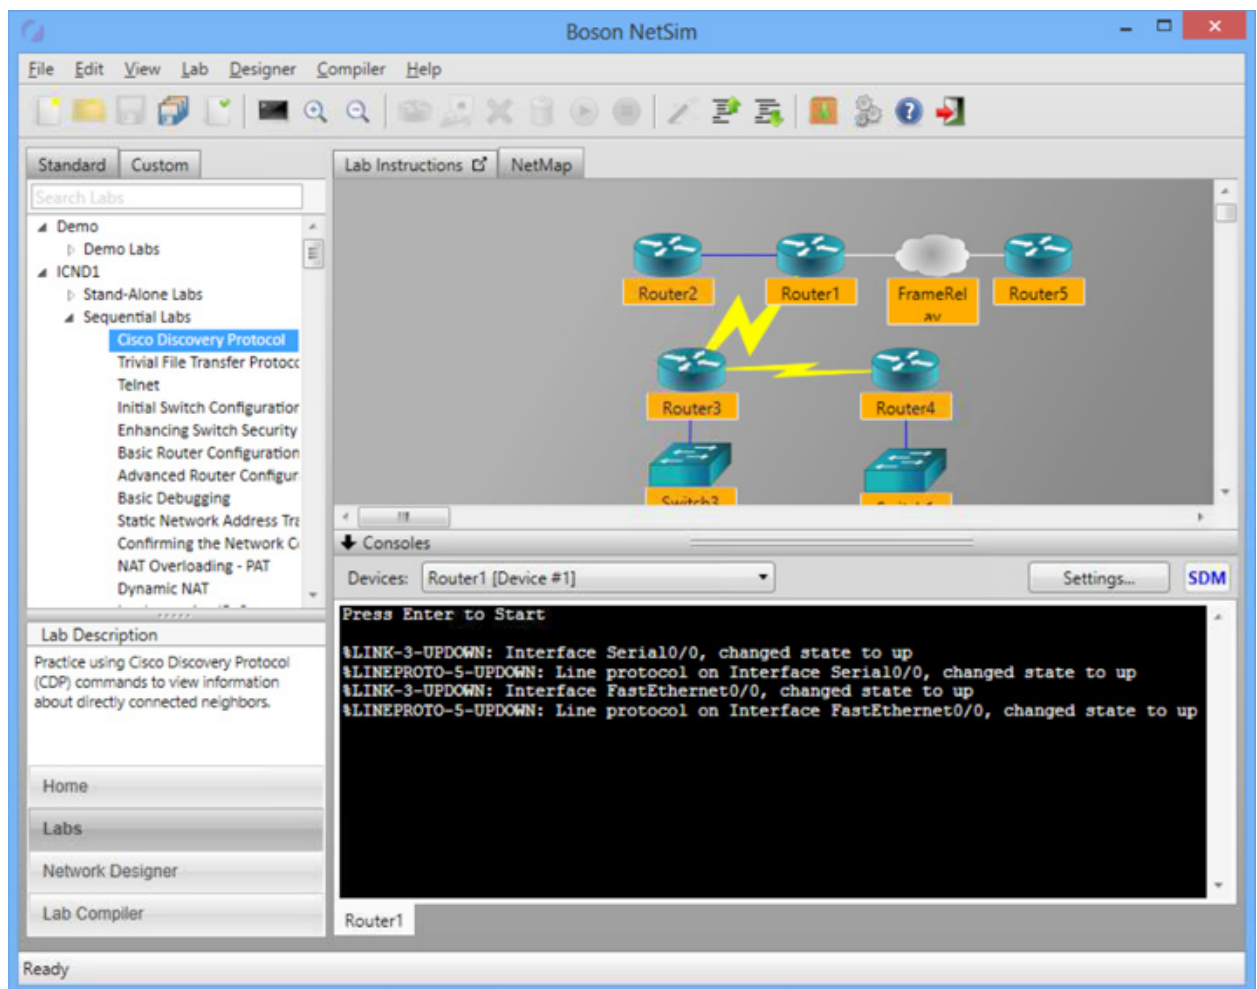 Boson NetSim
File Edit View Lab Designer Compiler Help
Standard Custom
Search Labs
Demo
Demo Labs
ICND1
Stand-Alone Labs
Sequential Labs
Cisco Discovery Protocol
Trivial File Transfer Protocc
Telnet
Initial Switch Configuration
Enhancing Switch Security
Basic Router Configuration
Advanced Router Configur
Basic Debugging
Static Network Address Tra
Confirming the Network C
NAT Overloading - PAT
Dynamic NAT
Lab Description
Practice using Cisco Discovery Protocol
(CDP) commands to view information
about directly connected neighbors.
Home
Labs
Network Designer
Lab Compiler
Lab Instructions NetMap
Router2 Router1 FrameRel Router5
ay
Router3 Router4
Switch3
Consoles
Devices: Router1 [Device #1] Settings... SDM
Press Enter to Start
%LINK-3-UPDOWN: Interface Serial0/0, changed state to up
%LINEPROTO-5-UPDOWN: Line protocol on Interface Serial0/0, changed state to up
%LINK-3-UPDOWN: Interface FastEthernet0/0, changed state to up
%LINEPROTO-5-UPDOWN: Line protocol on Interface FastEthernet0/0, changed state to up
Router1
Ready